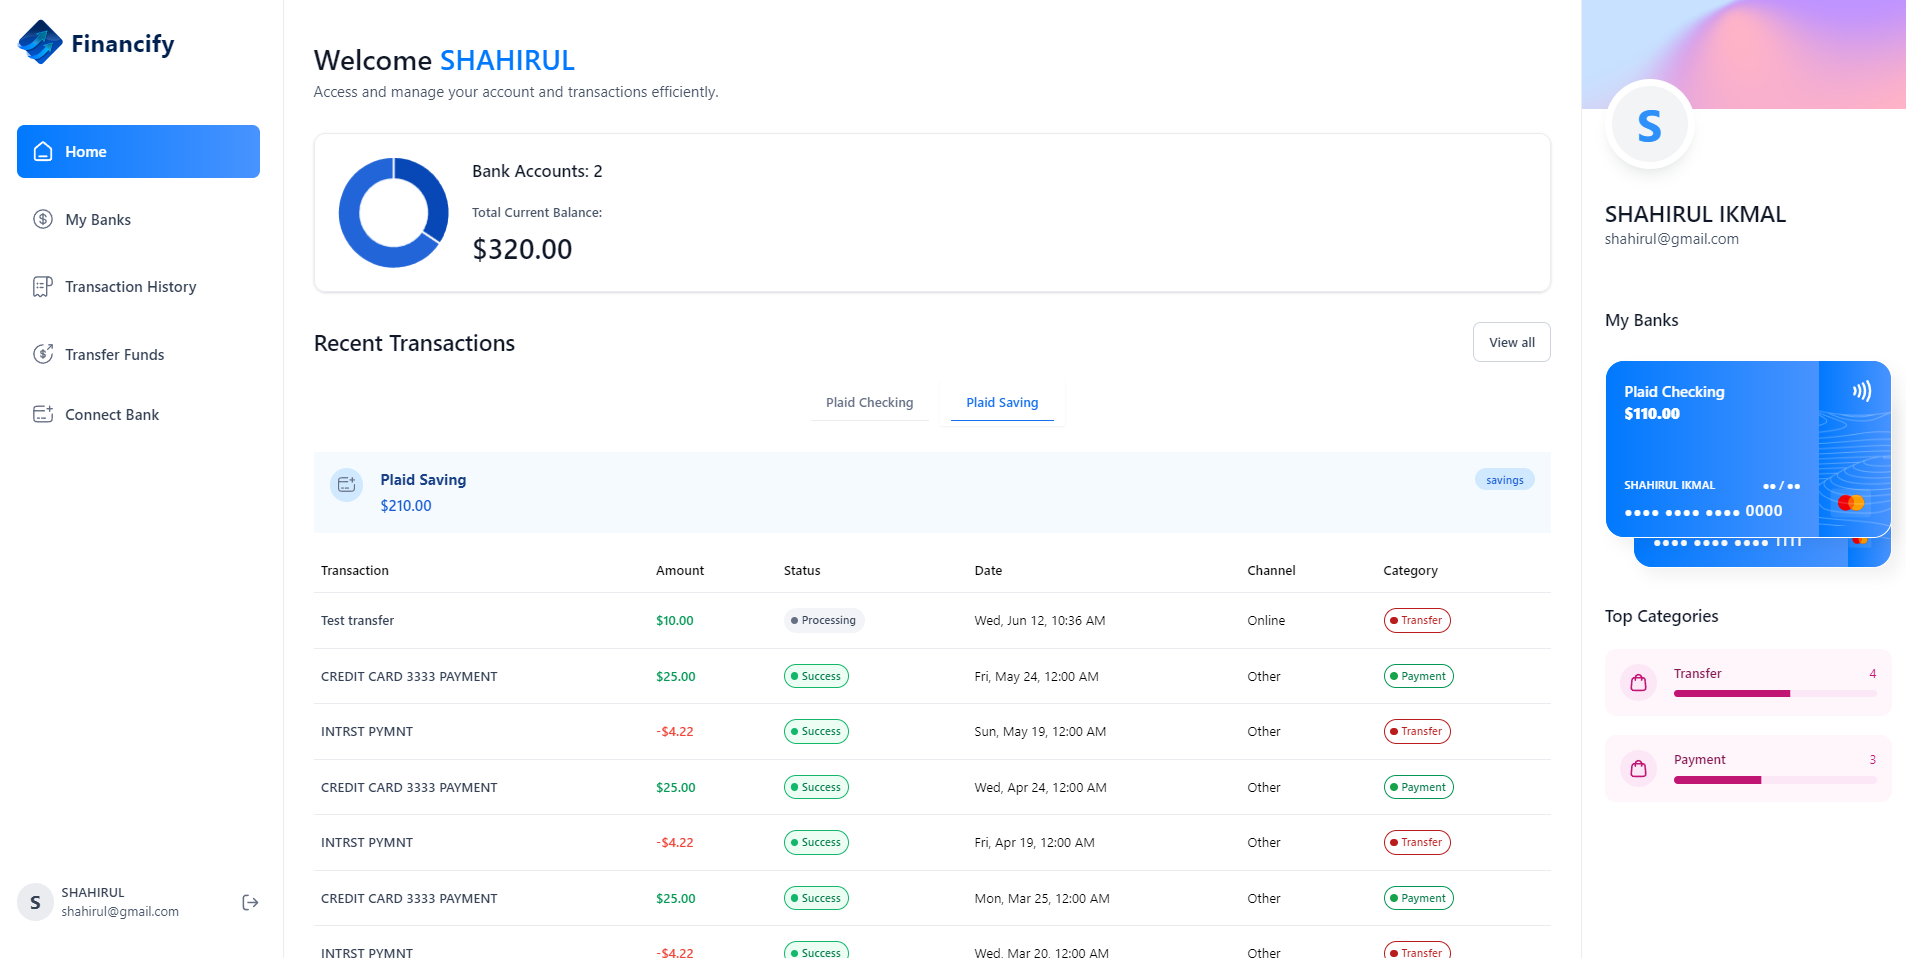 Financify
Home
My Banks
Transaction History
Transfer Funds
Connect Bank
S
SHAHIRUL
shahirul@gmail.com
Welcome SHAHIRUL
Access and manage your account and transactions efficiently.
Bank Accounts: 2
Total Current Balance:
$320.00
Recent Transactions
View all
Plaid Checking Plaid Saving
Plaid Saving
$210.00
savings
Transaction Amount Status Date Channel Category
Test transfer $10.00 Processing Wed, Jun 12, 10:36 AM Online Transfer
CREDIT CARD 3333 PAYMENT $25.00 Success Fri, May 24, 12:00 AM Other Payment
INTRST PYMNT -$4.22 Success Sun, May 19, 12:00 AM Other Transfer
CREDIT CARD 3333 PAYMENT $25.00 Success Wed, Apr 24, 12:00 AM Other Payment
INTRST PYMNT -$4.22 Success Fri, Apr 19, 12:00 AM Other Transfer
CREDIT CARD 3333 PAYMENT $25.00 Success Mon, Mar 25, 12:00 AM Other Payment
INTRST PYMNT -$4.22 Success Wed, Mar 20, 12:00 AM Other Transfer
S
SHAHIRUL IKMAL
shahirul@gmail.com
My Banks
Plaid Checking
$110.00
SHAHIRUL IKMAL ●● / ●●
●●●● ●●●● ●●●● 0000
●●●● ●●●● ●●●● 1111
Top Categories
Transfer 4
Payment 3